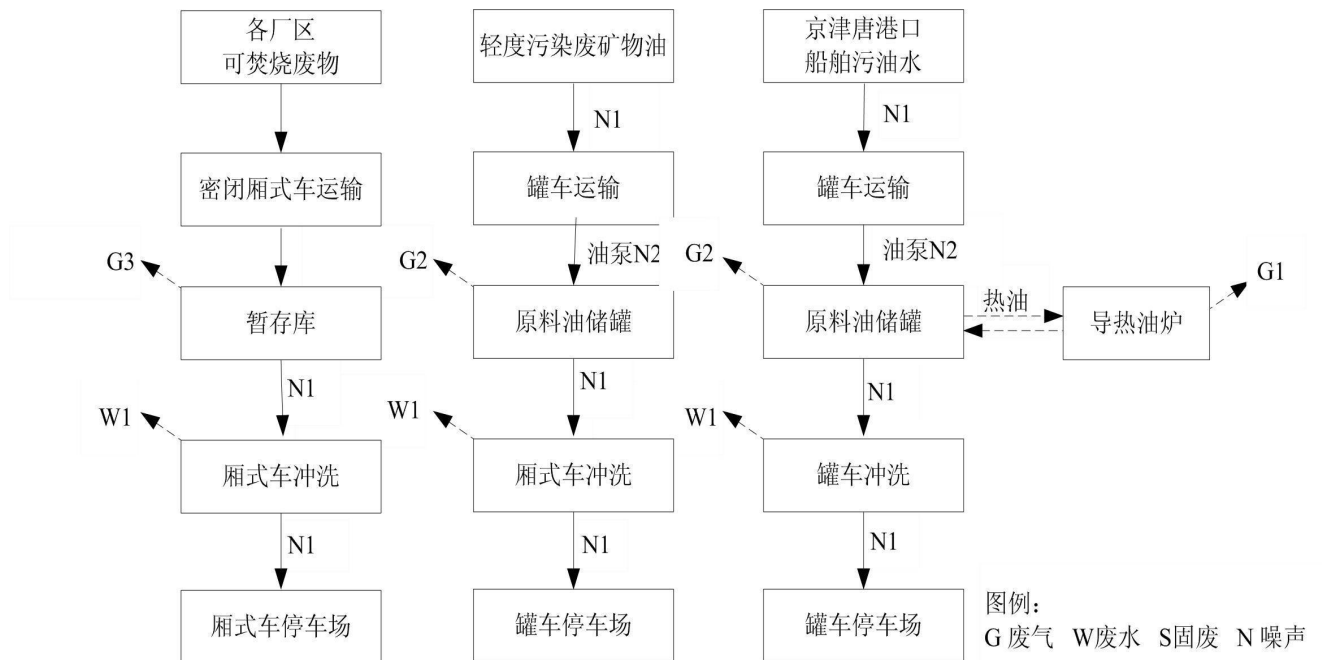 各厂区
可焚烧废物
密闭厢式车运输
G3
暂存库
N1
W1
厢式车冲洗
N1
厢式车停车场
轻度污染废矿物油
N1
罐车运输
油泵N2
G2
原料油储罐
N1
W1
厢式车冲洗
N1
罐车停车场
京津唐港口
船舶污油水
N1
罐车运输
油泵N2
G2
原料油储罐
热油
导热油炉
G1
N1
W1
罐车冲洗
N1
罐车停车场
图例：
G 废气 W废水 S固废 N 噪声